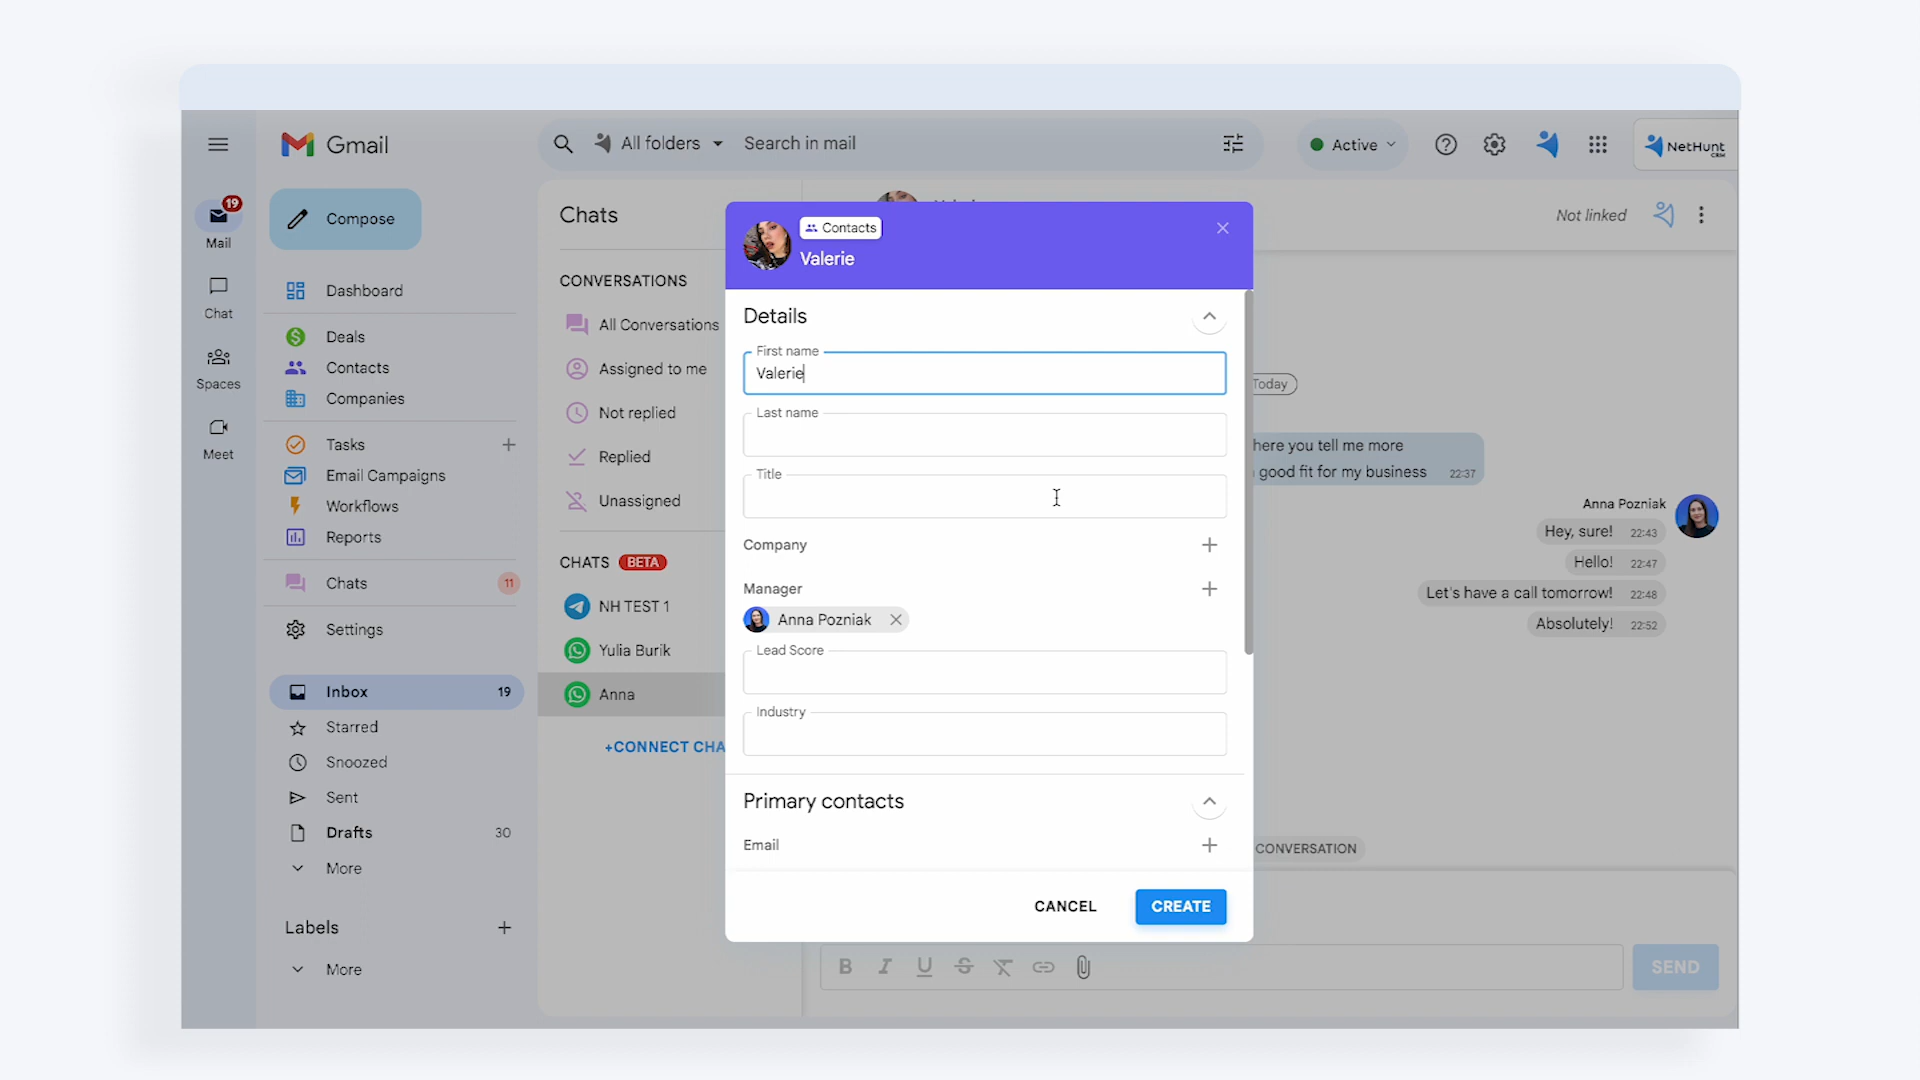 Gmail
All folders
Search in mail
Active
NetHunt
CRM
19
Mail
Chat
Spaces
Meet
Compose
Dashboard
Deals
Contacts
Companies
Tasks
Email Campaigns
Workflows
Reports
Chats 11
Settings
Inbox 19
Starred
Snoozed
Sent
Drafts 30
More
Labels
More
Chats
CONVERSATIONS
All Conversations
Assigned to me
Not replied
Replied
Unassigned
CHATS BETA
NH TEST 1
Yulia Burik
Anna
+CONNECT CHA
Contacts
Valerie
Details
First name
Valerie
Last name
Title
Company
Manager
Anna Pozniak
Lead Score
Industry
Primary contacts
Email
CANCEL
CREATE
Not linked
Today
here you tell me more
good fit for my business 22:37
Anna Pozniak
Hey, sure! 22:43
Hello! 22:47
Let's have a call tomorrow! 22:48
Absolutely! 22:52
CONVERSATION
B I U S
SEND